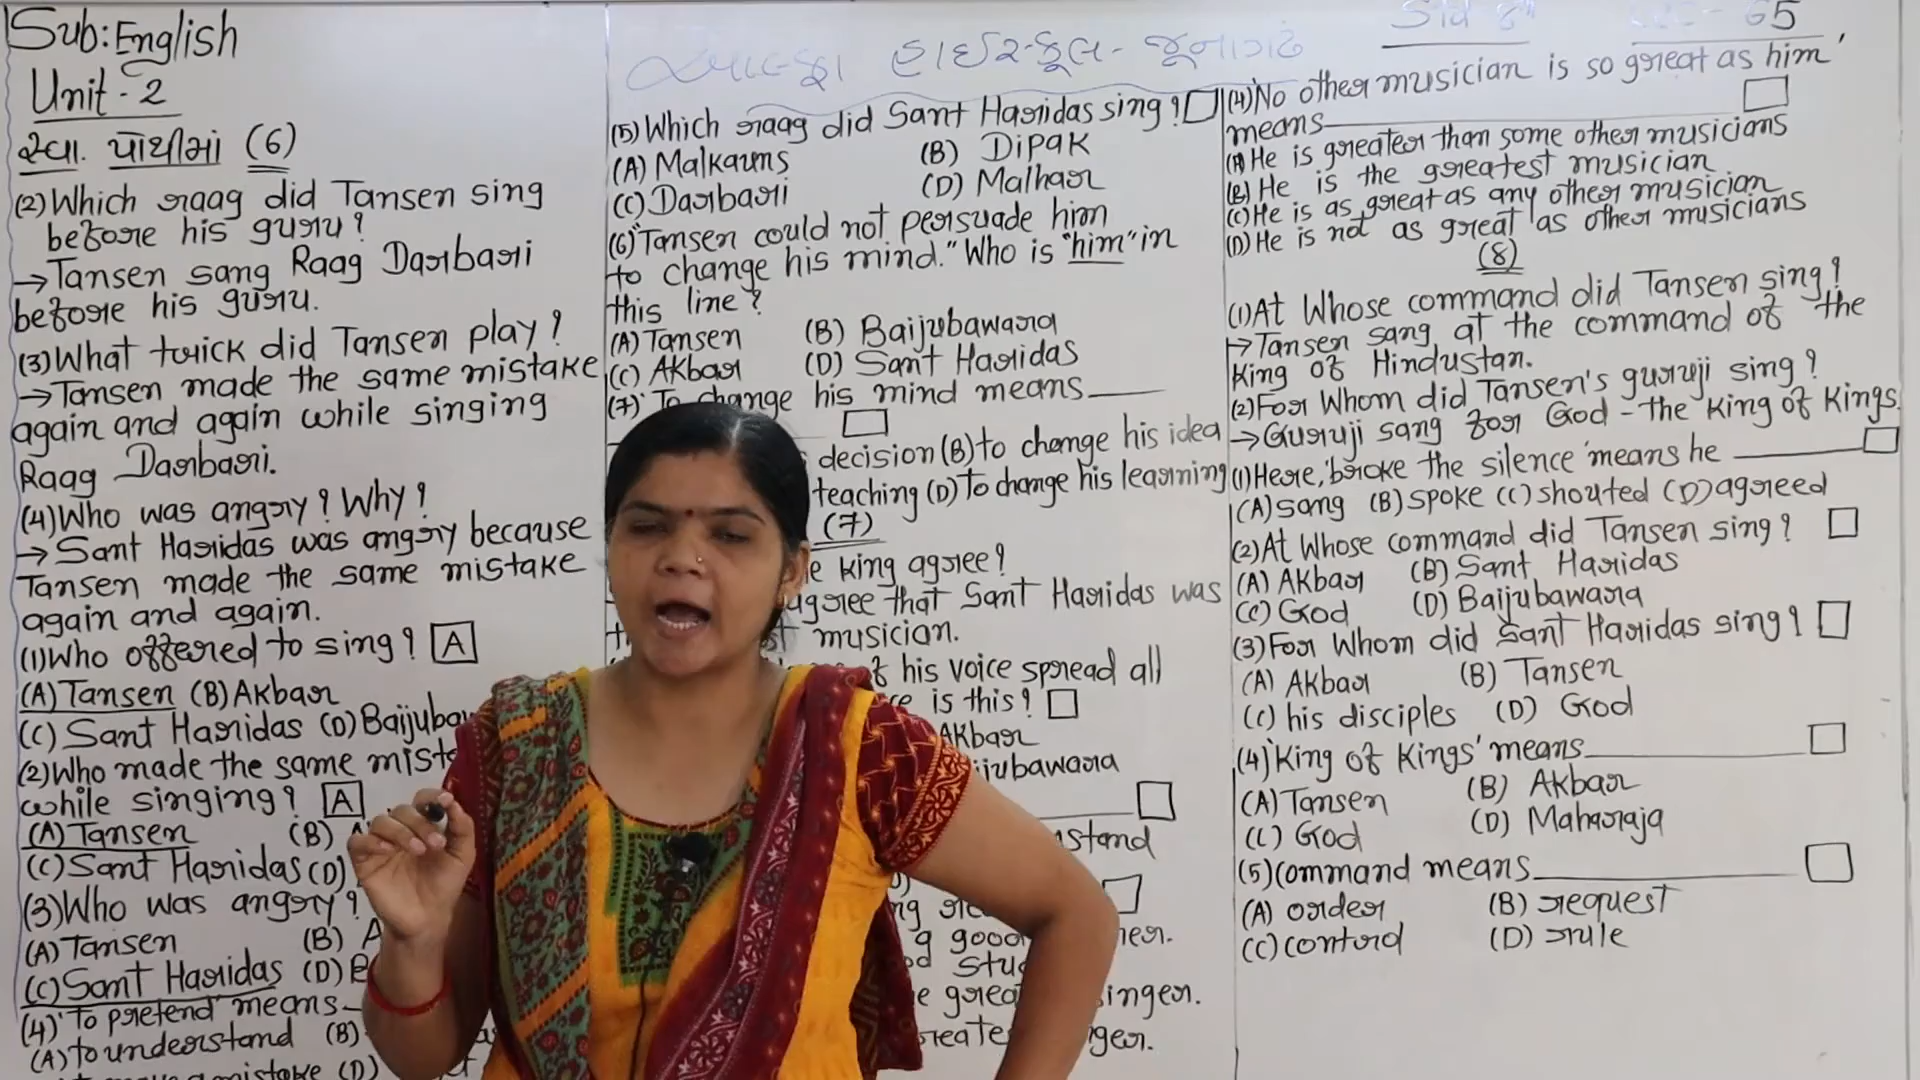 Sub: English
Unit-2
સ્વા. પોથીમાં (6)
(2) Which raag did Tansen sing
before his guru?
→ Tansen sang Raag Darbari
before his guru.
(3) What trick did Tansen play?
→ Tansen made the same mistake
again and again while singing
Raag Darbari.
(4) Who was angry? Why?
→ Sant Haridas was angry because
Tansen made the same mistake
again and again.
(1) Who offered to sing? A
(A) Tansen (B) Akbar
(C) Sant Haridas (D)
(2) Who made the same
while singing? A
(A) Tansen (B)
(C) Sant Haridas (D)
(3) Who was angry?
(A) Tansen (B)
(C) Sant Haridas (D)
(4) 'To pretend' means
(A) to understand (B)
mistake (D)
હાઈસ્કૂલ - જૂનાગઢ
(5) Which raag did Sant Haridas sing?
(A) Malkauns (B) Dipak
(C) Darbari (D) Malhar
(6) "Tansen could not persuade him
to change his mind." Who is "him" in
this line?
(A) Tansen (B) Baijubawara
(C) Akbar (D) Sant Haridas
(7) 'To change his mind means
decision (B) to change his idea
teaching (D) To change his learning
(7)
king agree?
agree that Sant Haridas was
musician.
his voice spread all
is this?
Akbar
good
singer.
65
(4) No other musician is so great as him'
means
(A) He is greater than some other musicians
(B) He is the greatest musician
(C) He is as great as any other musician
(D) He is not as great as other musicians
(8)
(1) At Whose command did Tansen sing?
→ Tansen sang at the command of the
King of Hindustan.
(2) For Whom did Tansen's guruji sing?
→ Guruji sang for God - the King of Kings.
(1) Here, 'broke the silence' means he
(A) sang (B) spoke (C) shouted (D) agreed
(2) At Whose command did Tansen sing?
(A) Akbar (B) Sant Haridas
(C) God (D) Baijubawara
(3) For Whom did Sant Haridas sing?
(A) Akbar (B) Tansen
(C) his disciples (D) God
(4) 'King of Kings' means
(A) Tansen (B) Akbar
(C) God (D) Maharaja
(5) Command means
(A) order (B) request
(C) control (D) rule